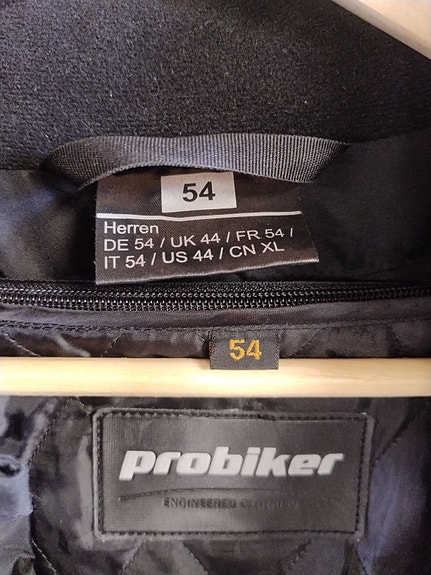 54
Herren
DE 54 / UK 44 / FR 54 /
IT 54 / US 44 / CN XL
54
probiker
ENGINEERED CLOTHING